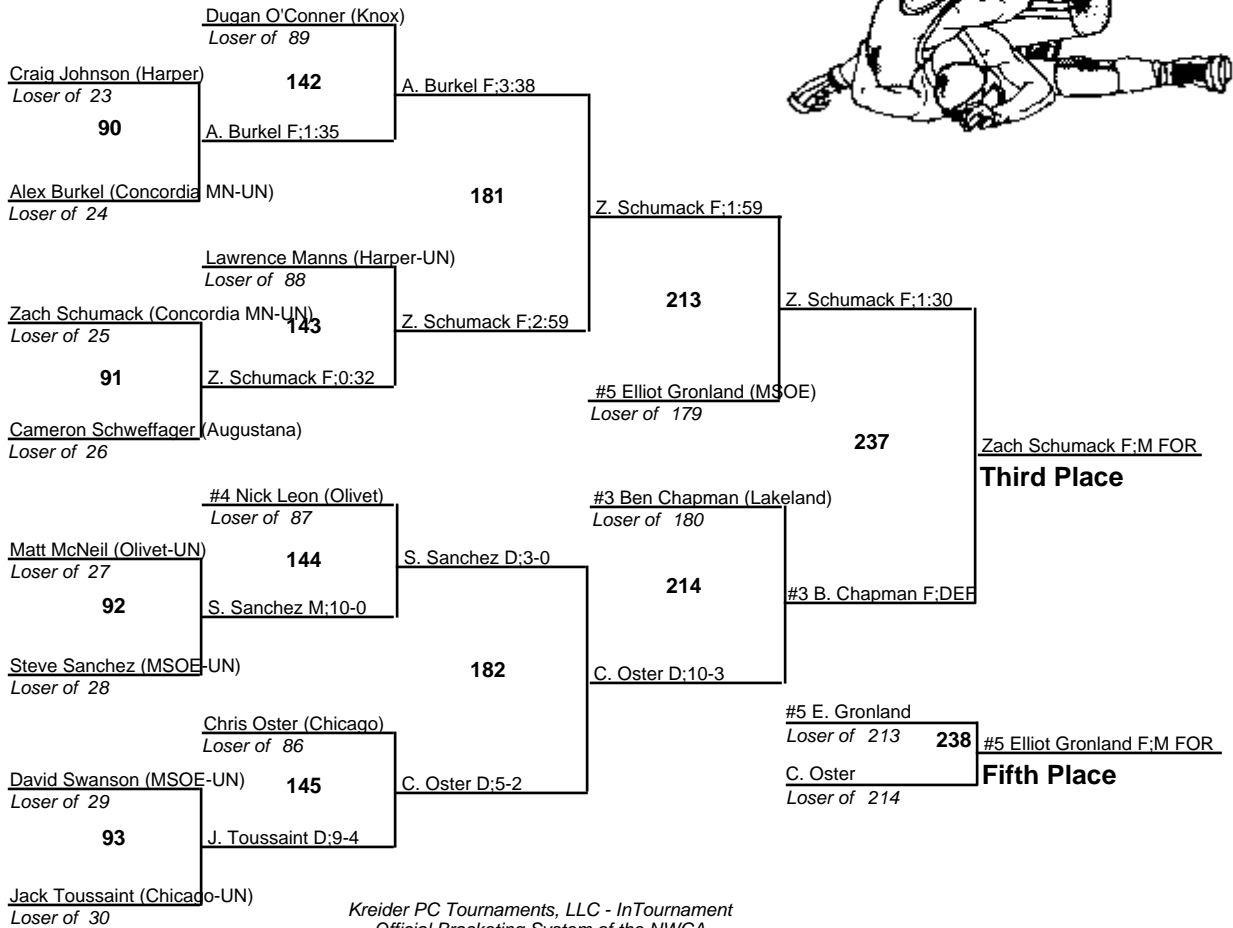 Dugan O'Conner (Knox)
Loser of 89
Craig Johnson (Harper)
Loser of 23
142
A. Burkel F;3:38
90
A. Burkel F;1:35
Alex Burkel (Concordia MN-UN)
Loser of 24
181
Z. Schumack F;1:59
Lawrence Manns (Harper-UN)
Loser of 88
Zach Schumack (Concordia MN-UN)
Loser of 25
143
Z. Schumack F;2:59
213
Z. Schumack F;1:30
91
Z. Schumack F;0:32
#5 Elliot Gronland (MSOE)
Loser of 179
Cameron Schweffager (Augustana)
Loser of 26
237
Zach Schumack F;M FOR
Third Place
#4 Nick Leon (Olivet)
Loser of 87
#3 Ben Chapman (Lakeland)
Loser of 180
Matt McNeil (Olivet-UN)
Loser of 27
144
S. Sanchez D;3-0
214
#3 B. Chapman F;DEF
92
S. Sanchez M;10-0
Steve Sanchez (MSOE-UN)
Loser of 28
182
C. Oster D;10-3
Chris Oster (Chicago)
Loser of 86
#5 E. Gronland
Loser of 213
238
#5 Elliot Gronland F;M FOR
Fifth Place
David Swanson (MSOE-UN)
Loser of 29
145
C. Oster D;5-2
C. Oster
Loser of 214
93
J. Toussaint D;9-4
Jack Toussaint (Chicago-UN)
Loser of 30
Kreider PC Tournaments, LLC - InTournament
Official Bracketing System of the NWCA